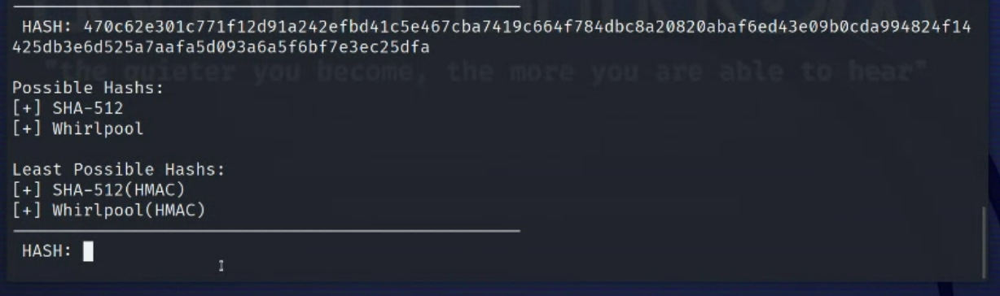 HASH: 470c62e301c771f12d91a242efbd41c5e467cba7419c664f784dbc8a20820abaf6ed43e09b0cda994824f14
425db3e6d525a7aafa5d093a6a5f6bf7e3ec25dfa
"the quieter you become, the more you are able to hear"
Possible Hashs:
[+] SHA-512
[+] Whirlpool
Least Possible Hashs:
[+] SHA-512(HMAC)
[+] Whirlpool(HMAC)
HASH: